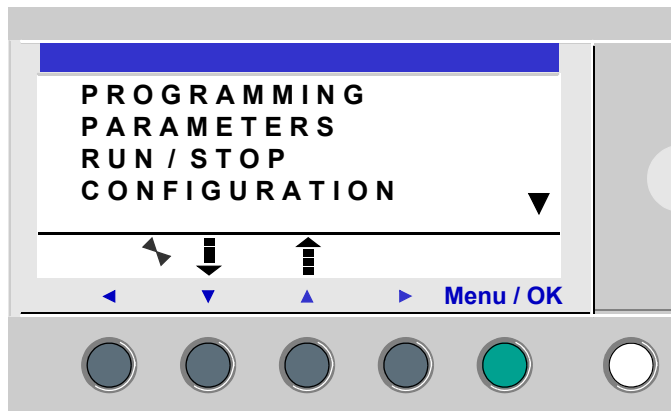 PROGRAMMING
PARAMETERS
RUN / STOP
CONFIGURATION
Menu / OK